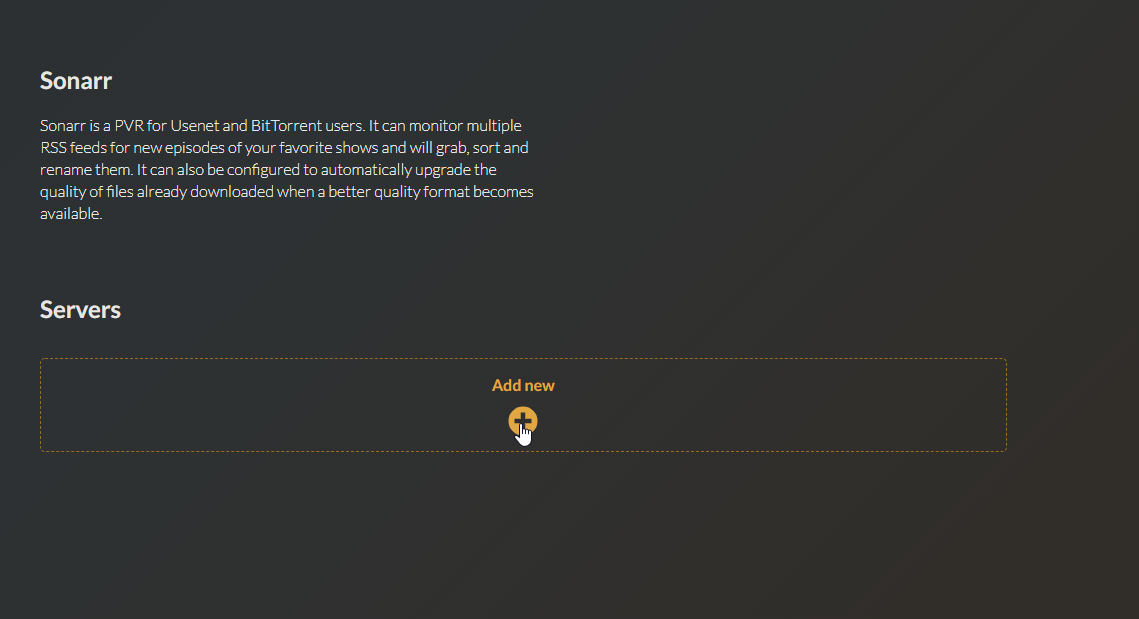 Sonarr
Sonarr is a PVR for Usenet and BitTorrent users. It can monitor multiple
RSS feeds for new episodes of your favorite shows and will grab, sort and
rename them. It can also be configured to automatically upgrade the
quality of files already downloaded when a better quality format becomes
available.
Servers
Add new